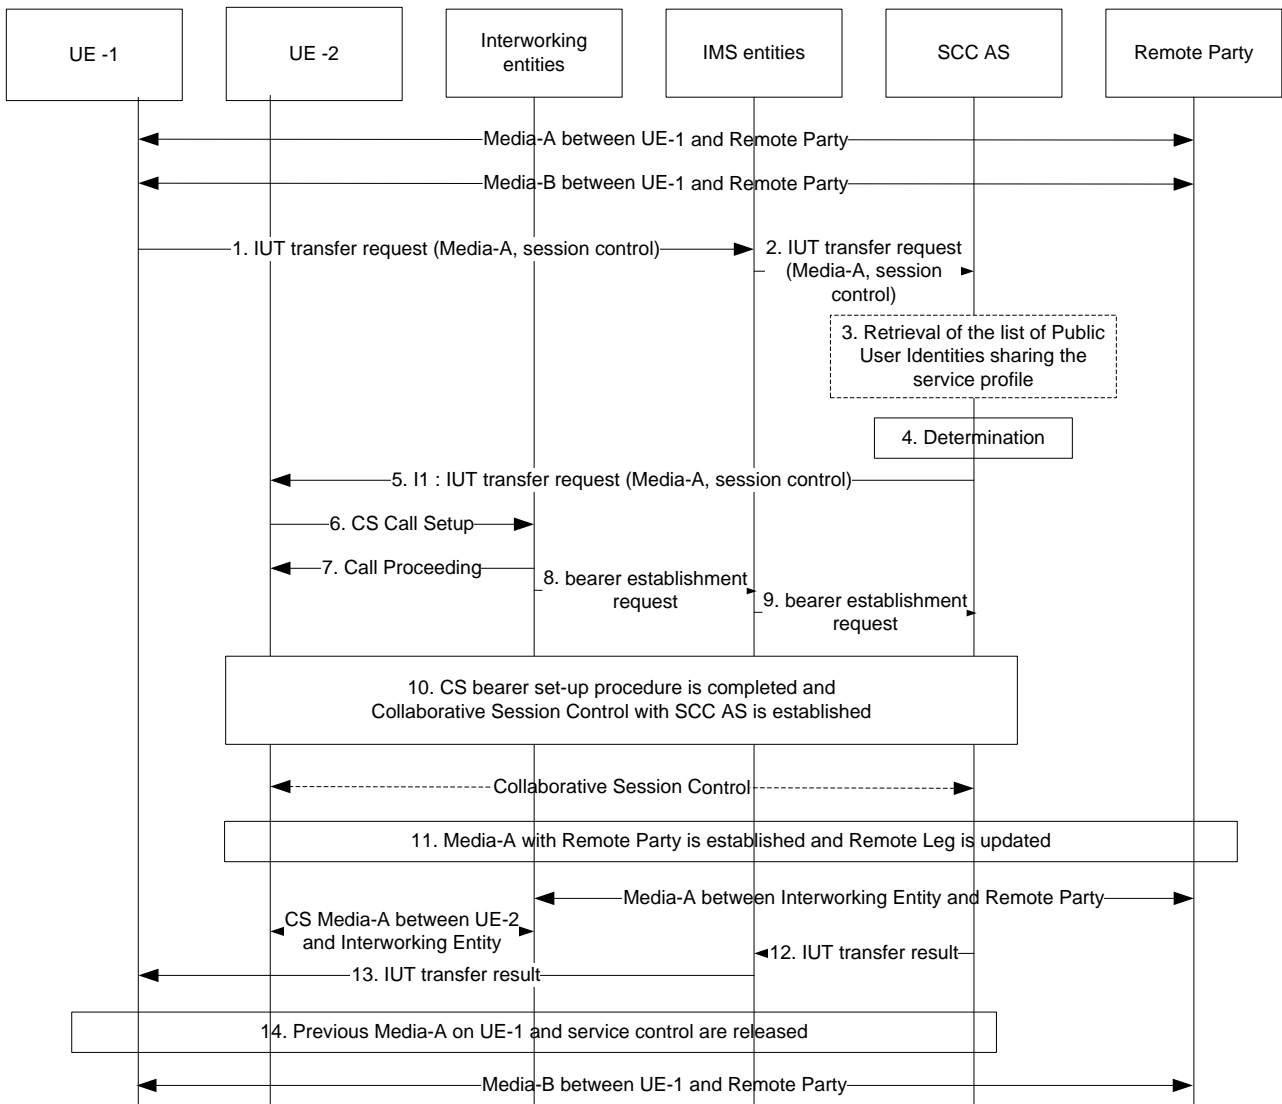 UE -1
UE -2
Interworking
entities
IMS entities
SCC AS
Remote Party
Media-A between UE-1 and Remote Party
Media-B between UE-1 and Remote Party
1. IUT transfer request (Media-A, session control)
2. IUT transfer request
(Media-A, session
control)
3. Retrieval of the list of Public
User Identities sharing the
service profile
4. Determination
5. I1 : IUT transfer request (Media-A, session control)
6. CS Call Setup
7. Call Proceeding
8. bearer establishment
request
9. bearer establishment
request
10. CS bearer set-up procedure is completed and
Collaborative Session Control with SCC AS is established
Collaborative Session Control
11. Media-A with Remote Party is established and Remote Leg is updated
Media-A between Interworking Entity and Remote Party
CS Media-A between UE-2
and Interworking Entity
12. IUT transfer result
13. IUT transfer result
14. Previous Media-A on UE-1 and service control are released
Media-B between UE-1 and Remote Party